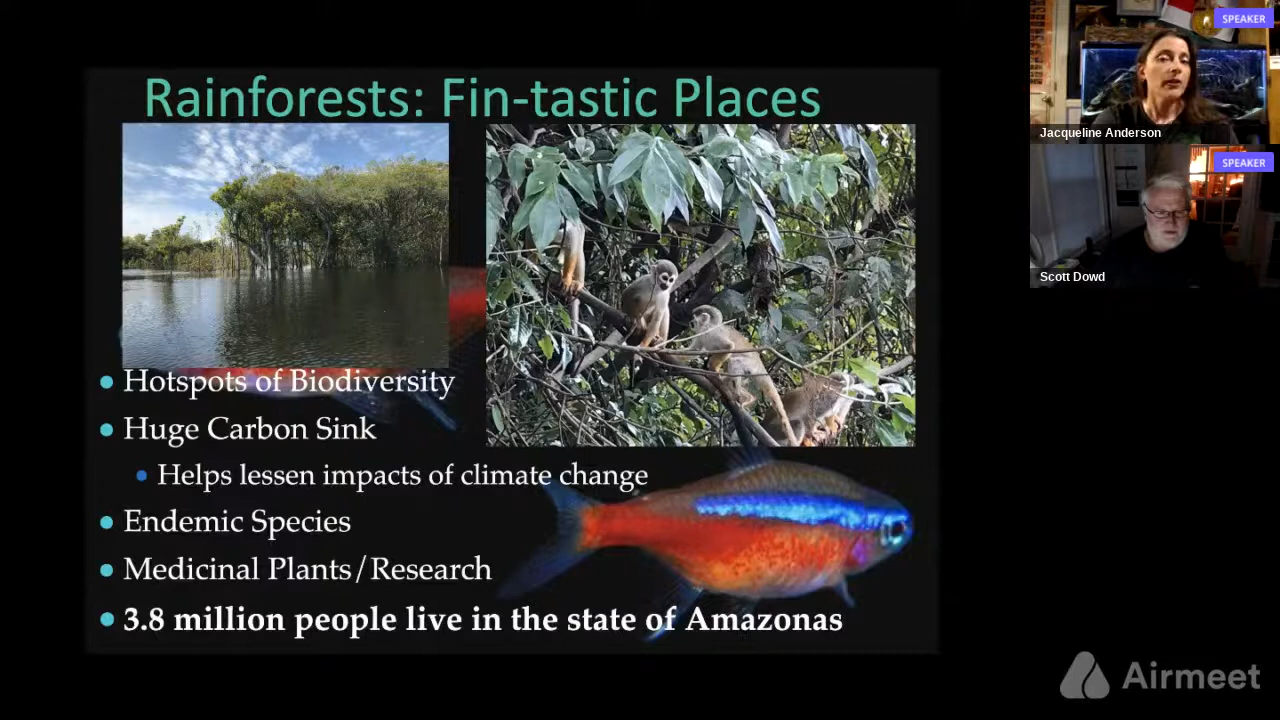 Rainforests: Fin-tastic Places
Hotspots of Biodiversity
Huge Carbon Sink
Helps lessen impacts of climate change
Endemic Species
Medicinal Plants/Research
3.8 million people live in the state of Amazonas
SPEAKER
Jacqueline Anderson
SPEAKER
Scott Dowd
Airmeet